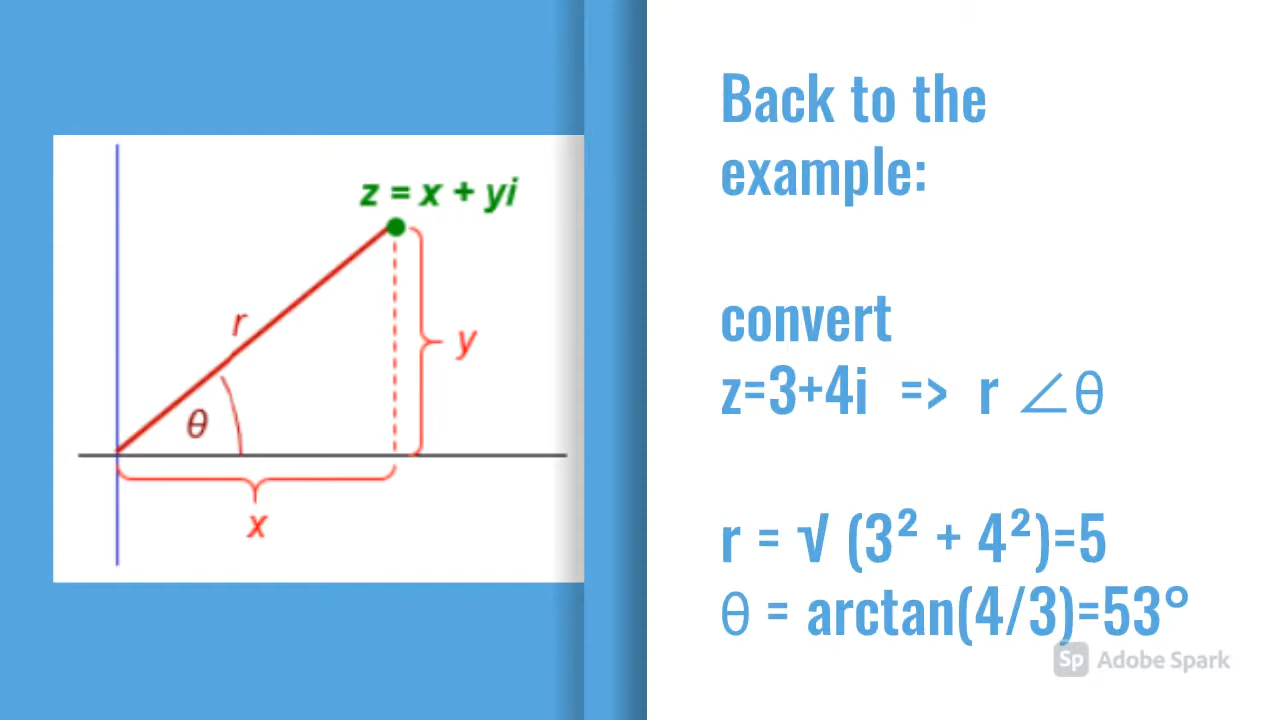 z = x + yi
r
y
θ
x
Back to the
example:
convert
z=3+4i => r ∠θ
r = √ (3² + 4²)=5
θ = arctan(4/3)=53°
Sp Adobe Spark